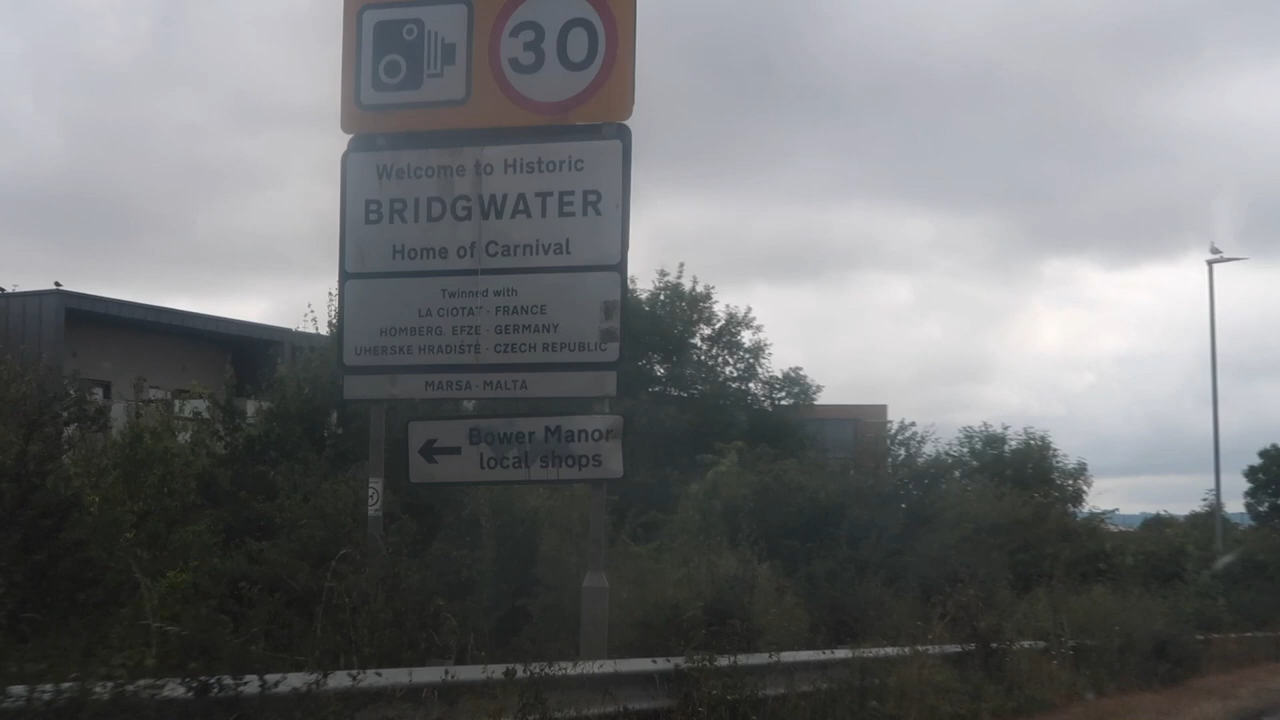 30
Welcome to Historic
BRIDGWATER
Home of Carnival
Twinned with
LA CIOTAT - FRANCE
HOMBERG. EFZE - GERMANY
UHERSKE HRADISTE - CZECH REPUBLIC
MARSA - MALTA
Bower Manor
local shops